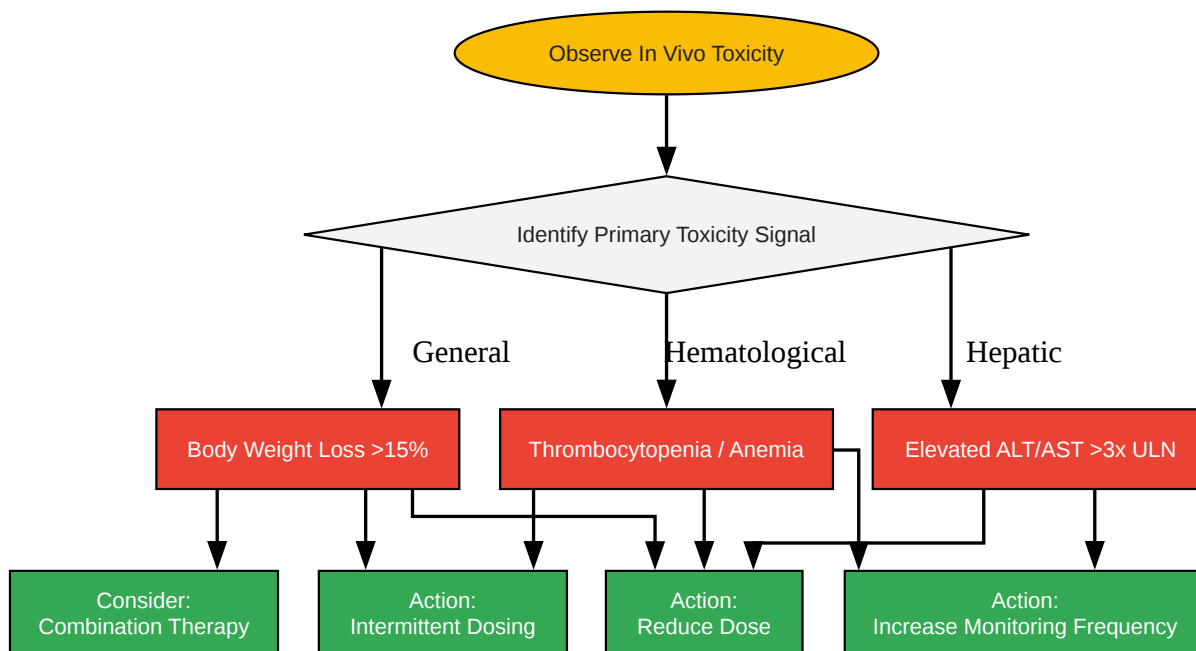 Observe In Vivo Toxicity
Identify Primary Toxicity Signal
General
Hematological
Hepatic
Body Weight Loss >15%
Thrombocytopenia / Anemia
Elevated ALT/AST >3x ULN
Consider:
Combination Therapy
Action:
Intermittent Dosing
Action:
Reduce Dose
Action:
Increase Monitoring Frequency